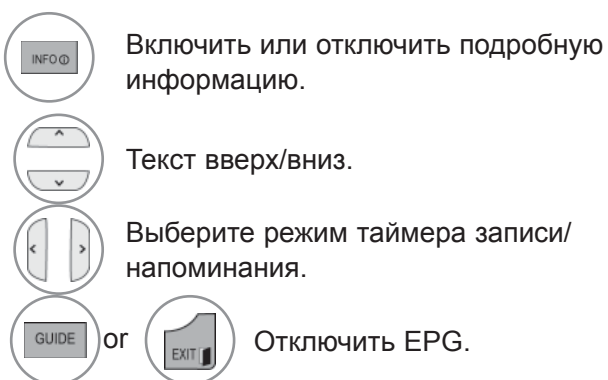 INFO ⓘ
Включить или отключить подробную
информацию.
Текст вверх/вниз.
Выберите режим таймера записи/
напоминания.
GUIDE or EXIT Отключить EPG.